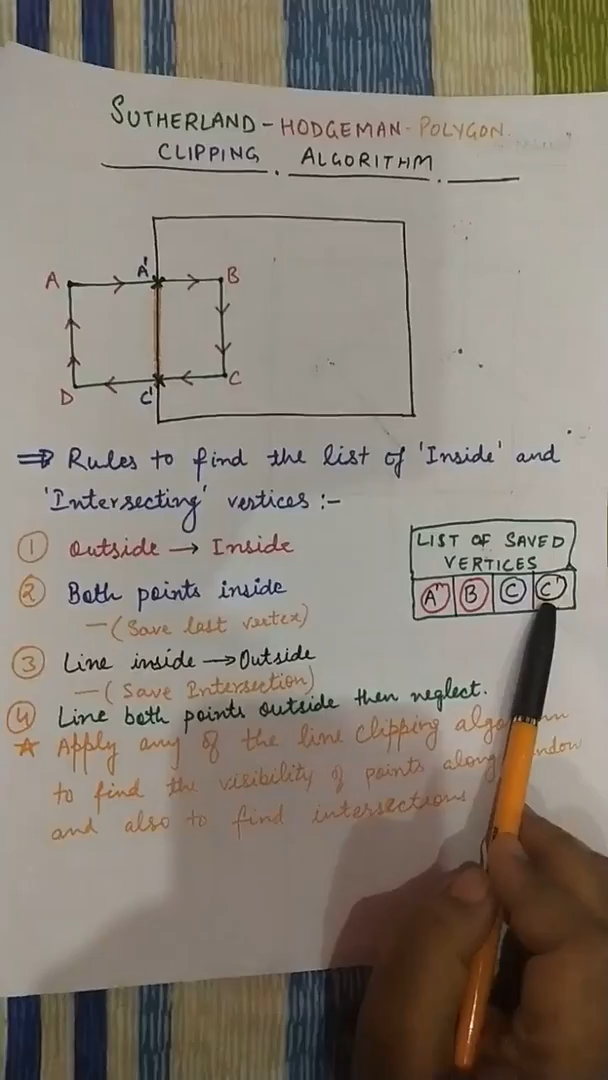 SUTHERLAND-HODGEMAN-POLYGON
CLIPPING ALGORITHM.
A A' B
D C' C
⇒ Rules to find the list of 'Inside' and
'Intersecting' vertices :-
① Outside → Inside
② Both points inside
—(Save last vertex)
③ Line inside → Outside
—(Save Intersection)
④ Line both points outside then neglect.
★ Apply any of the line clipping algorithm
to find the visibility of points along window
and also to find intersections
LIST OF SAVED
VERTICES
A' B C C'